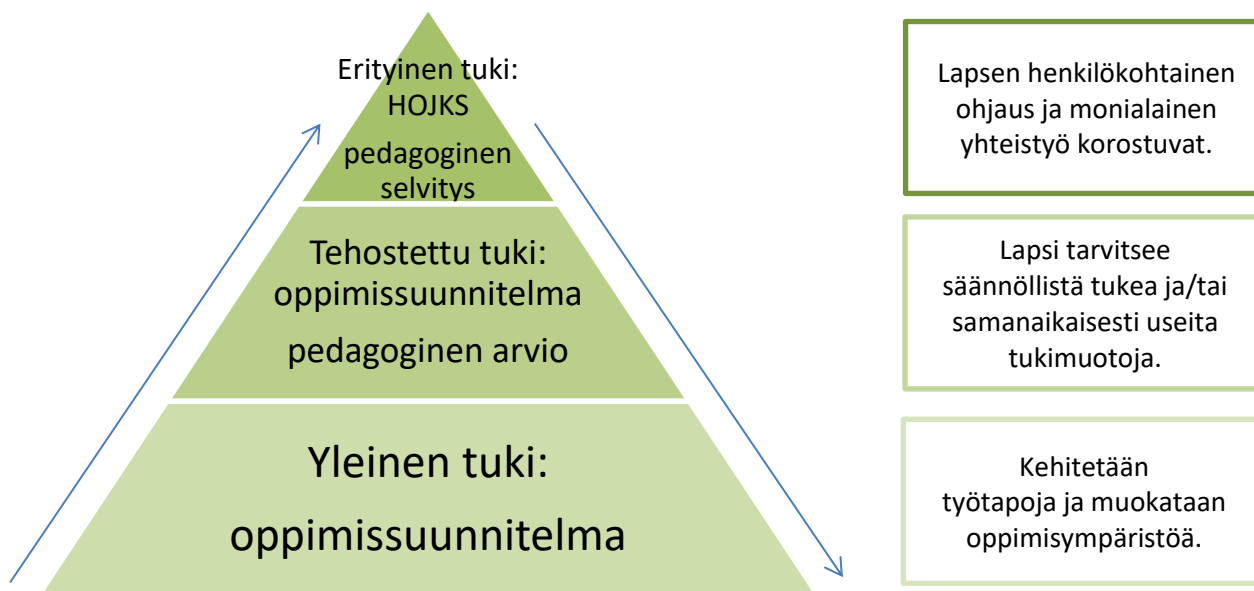 Erityinen tuki:
HOJKS
pedagoginen
selvitys
Lapsen henkilökohtainen
ohjaus ja monialainen
yhteistyö korostuvat.
Tehostettu tuki:
oppimissuunnitelma
pedagoginen arvio
Lapsi tarvitsee
säännöllistä tukea ja/tai
samanaikaisesti useita
tukimuotoja.
Yleinen tuki:
oppimissuunnitelma
Kehitetään
työtapoja ja muokataan
oppimisympäristöä.